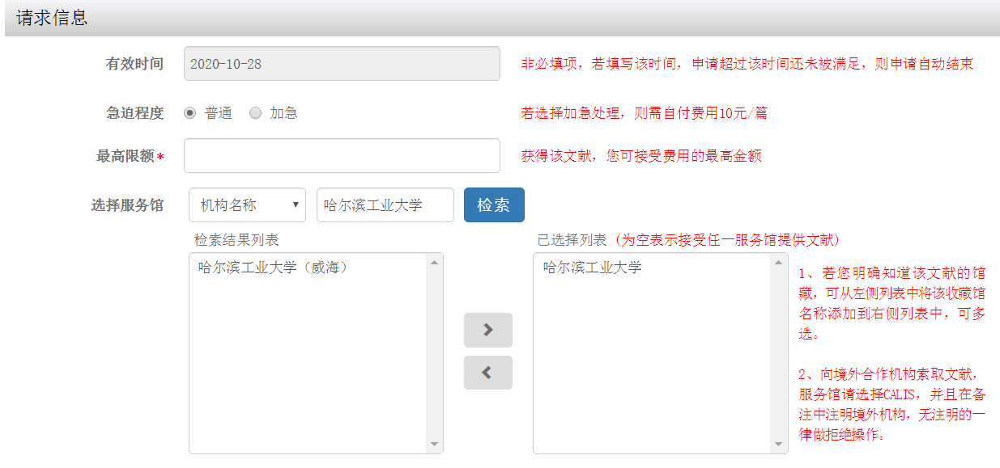 请求信息
有效时间 2020-10-28 非必填项，若填写该时间，申请超过该时间还未被满足，则申请自动结束
急迫程度 普通 加急 若选择加急处理，则需自付费用10元/篇
最高限额* 获得该文献，您可接受费用的最高金额
选择服务馆 机构名称 哈尔滨工业大学 检索
检索结果列表 已选择列表 (为空表示接受任一服务馆提供文献)
哈尔滨工业大学（威海） 哈尔滨工业大学
1、若您明确知道该文献的馆
藏，可从左侧列表中将该收藏馆
名称添加到右侧列表中，可多
选。
2、向境外合作机构索取文献，
服务馆请选择CALIS，并且在备
注中注明境外机构，无注明的一
律做拒绝操作。